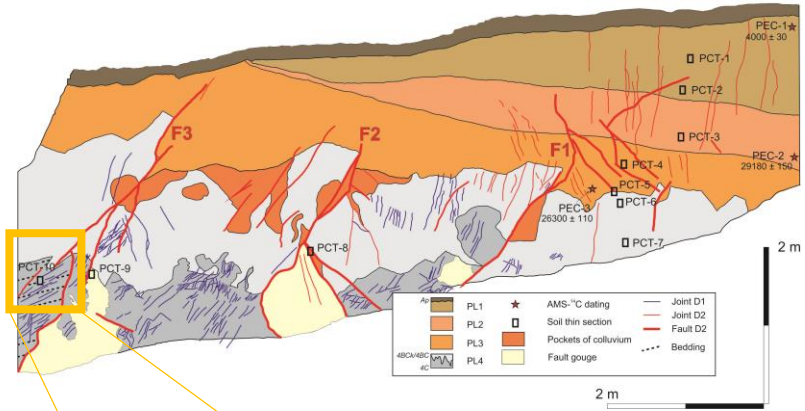 PEC-1
4000 ± 30
PCT-1
PCT-2
F3
F2
F1
PCT-3
PEC-2
29180 ± 150
PCT-4
PCT-5
PEC-3
PCT-6
26300 ± 110
PCT-7
PCT-8
PCT-10
PCT-9
2 m
Ap PL1 AMS-¹⁴C dating Joint D1
PL2 Soil thin section Joint D2
PL3 Pockets of colluvium Fault D2
4BCk/4BC PL4 Fault gouge Bedding
4C
2 m